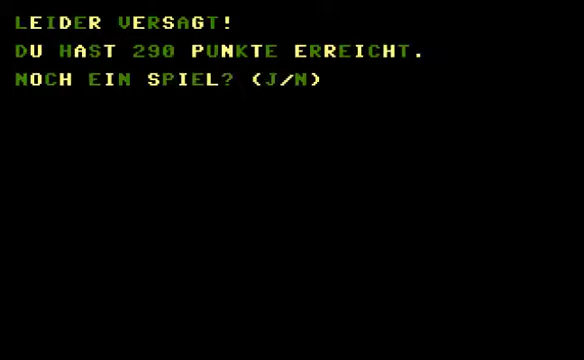 LEIDER VERSAGT!
DU HAST 290 PUNKTE ERREICHT.
NOCH EIN SPIEL? (J/N)